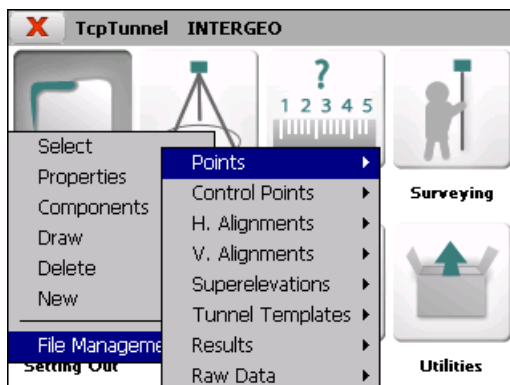 X TcpTunnel INTERGEO
?
1 2 3 4 5
Select
Properties
Components
Draw
Delete
New
File Manageme
Points
Control Points
H. Alignments
V. Alignments
Superelevations
Tunnel Templates
Results
Raw Data
Surveying
Setting Out
Utilities